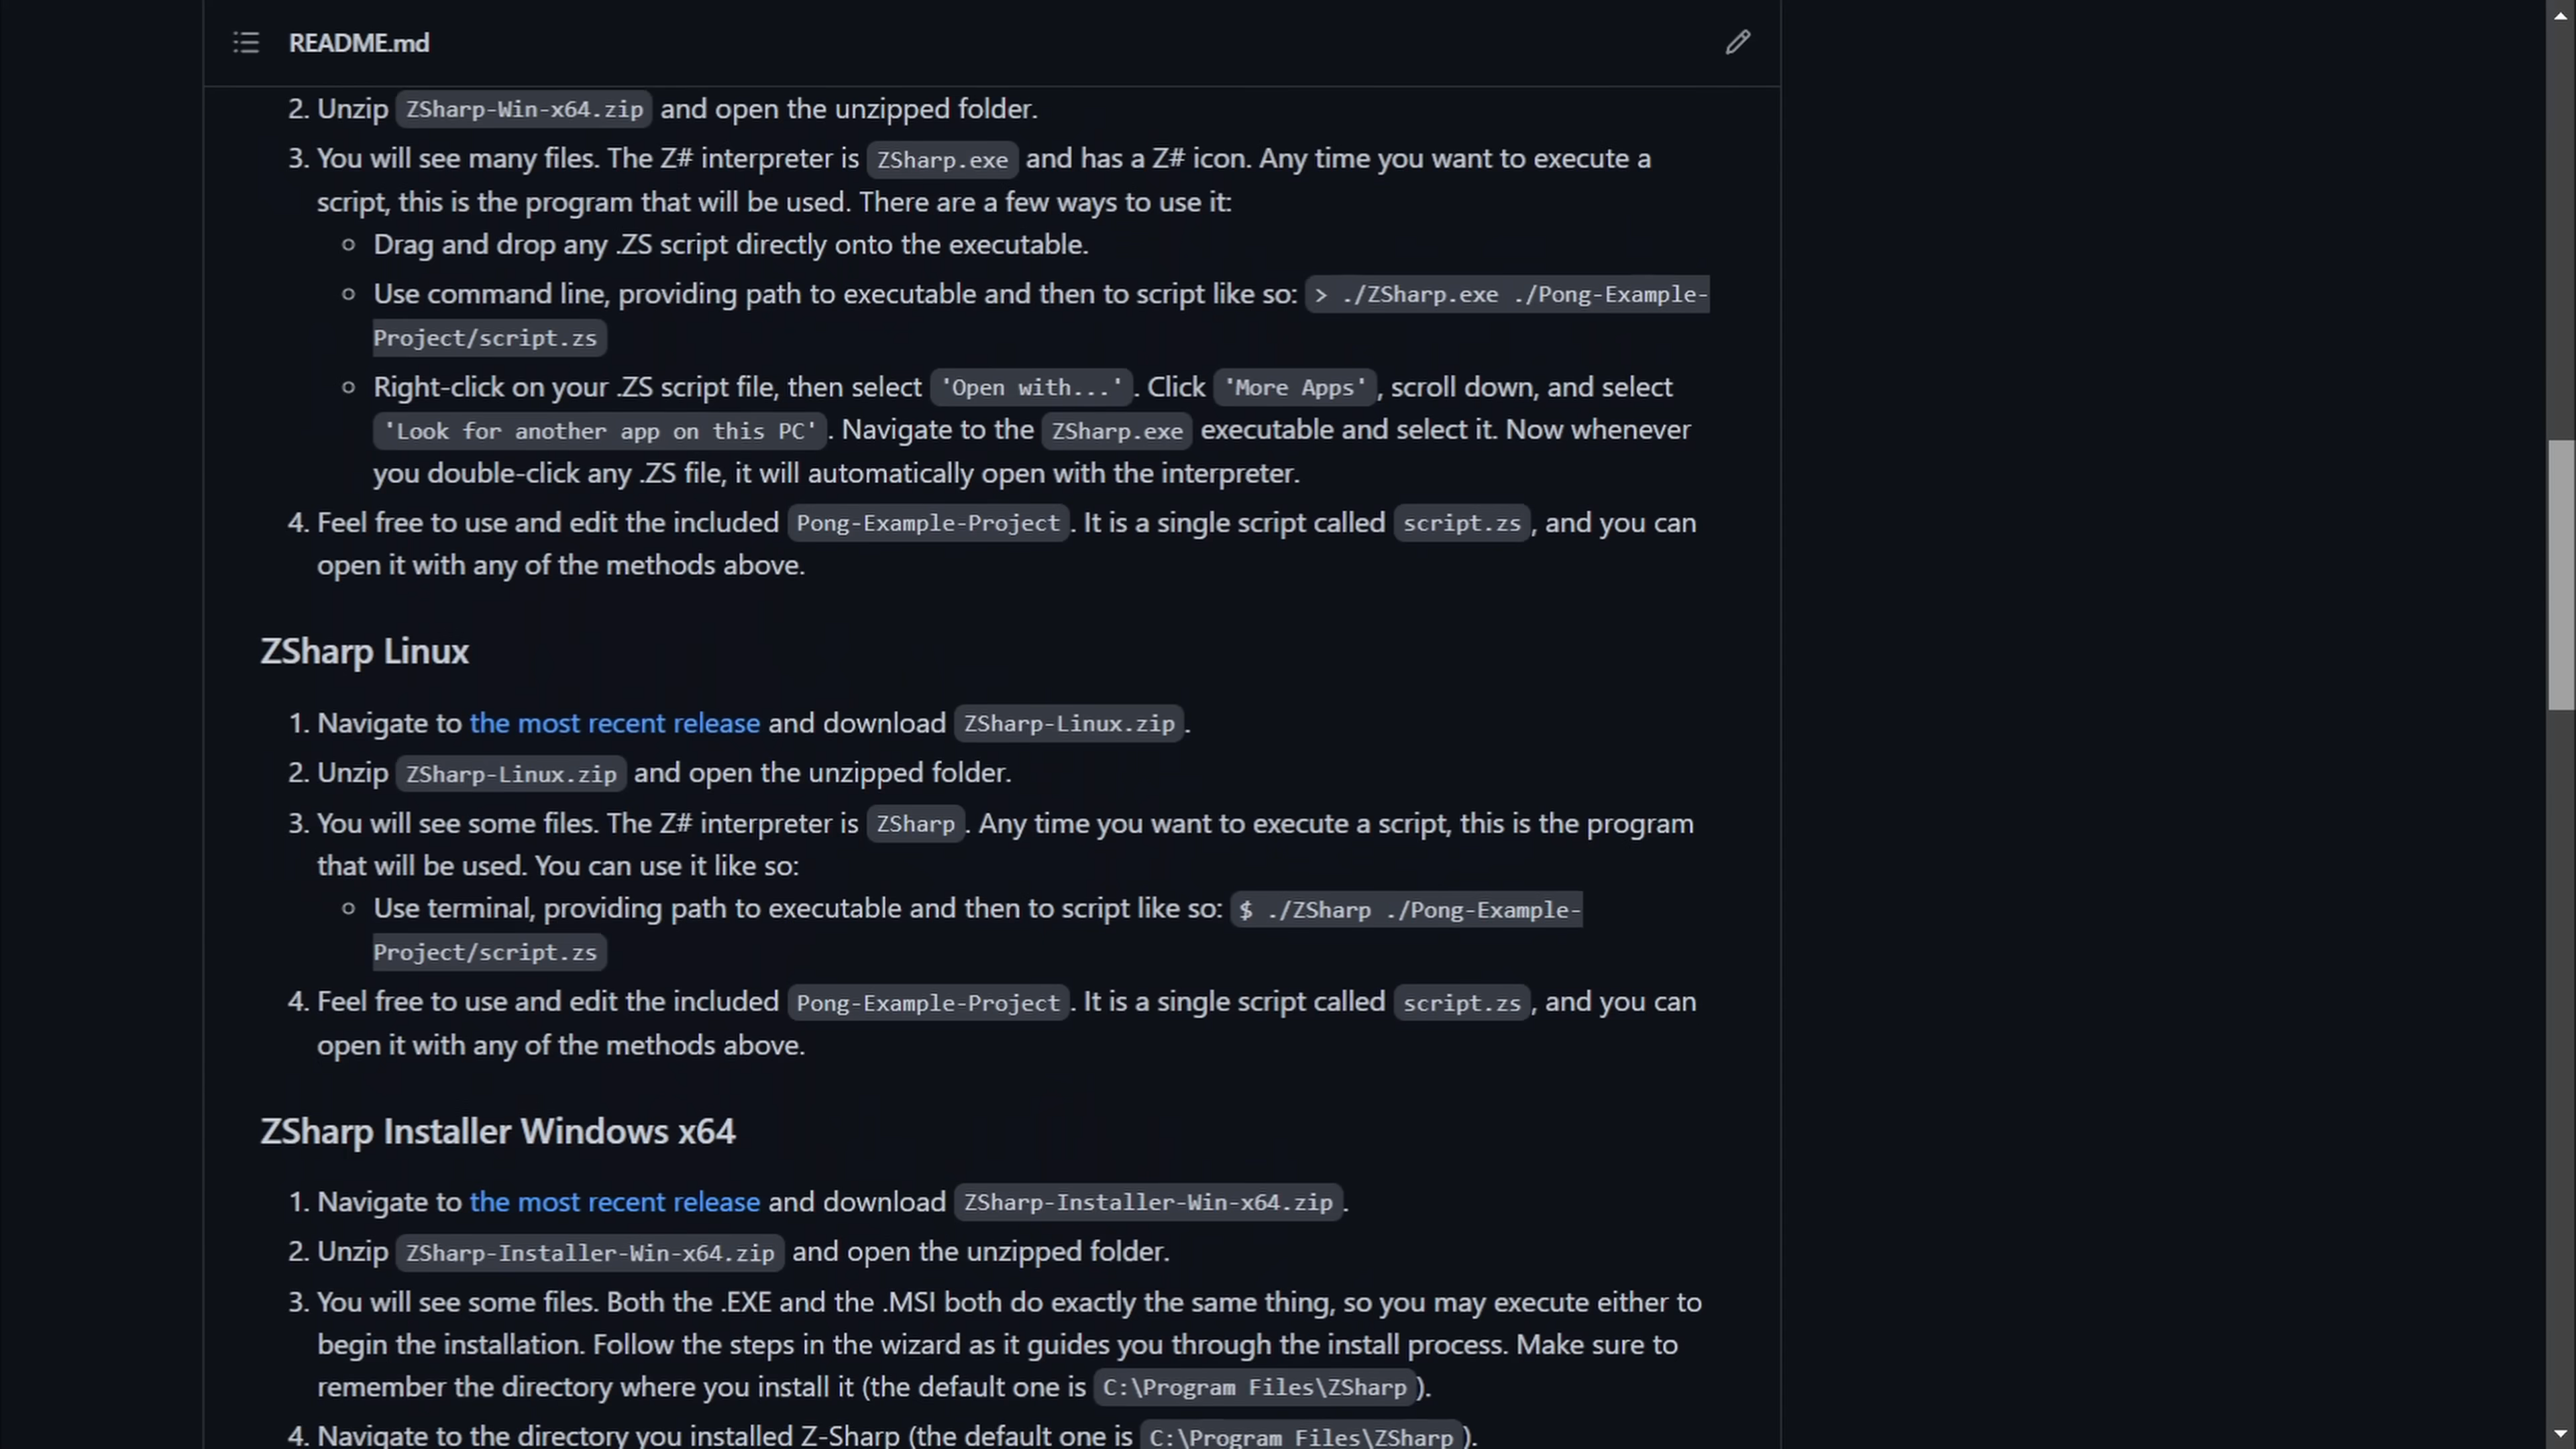 README.md
2. Unzip ZSharp-Win-x64.zip and open the unzipped folder.
3. You will see many files. The Z# interpreter is ZSharp.exe and has a Z# icon. Any time you want to execute a
script, this is the program that will be used. There are a few ways to use it:
Drag and drop any .ZS script directly onto the executable.
Use command line, providing path to executable and then to script like so: > ./ZSharp.exe ./Pong-Example-
Project/script.zs
Right-click on your .ZS script file, then select 'Open with...'. Click 'More Apps', scroll down, and select
'Look for another app on this PC'. Navigate to the ZSharp.exe executable and select it. Now whenever
you double-click any .ZS file, it will automatically open with the interpreter.
4. Feel free to use and edit the included Pong-Example-Project. It is a single script called script.zs, and you can
open it with any of the methods above.
ZSharp Linux
1. Navigate to the most recent release and download ZSharp-Linux.zip.
2. Unzip ZSharp-Linux.zip and open the unzipped folder.
3. You will see some files. The Z# interpreter is ZSharp. Any time you want to execute a script, this is the program
that will be used. You can use it like so:
Use terminal, providing path to executable and then to script like so: $ ./ZSharp ./Pong-Example-
Project/script.zs
4. Feel free to use and edit the included Pong-Example-Project. It is a single script called script.zs, and you can
open it with any of the methods above.
ZSharp Installer Windows x64
1. Navigate to the most recent release and download ZSharp-Installer-Win-x64.zip.
2. Unzip ZSharp-Installer-Win-x64.zip and open the unzipped folder.
3. You will see some files. Both the .EXE and the .MSI both do exactly the same thing, so you may execute either to
begin the installation. Follow the steps in the wizard as it guides you through the install process. Make sure to
remember the directory where you install it (the default one is C:\Program Files\ZSharp).
4. Navigate to the directory you installed Z-Sharp (the default one is C:\Program Files\ZSharp).